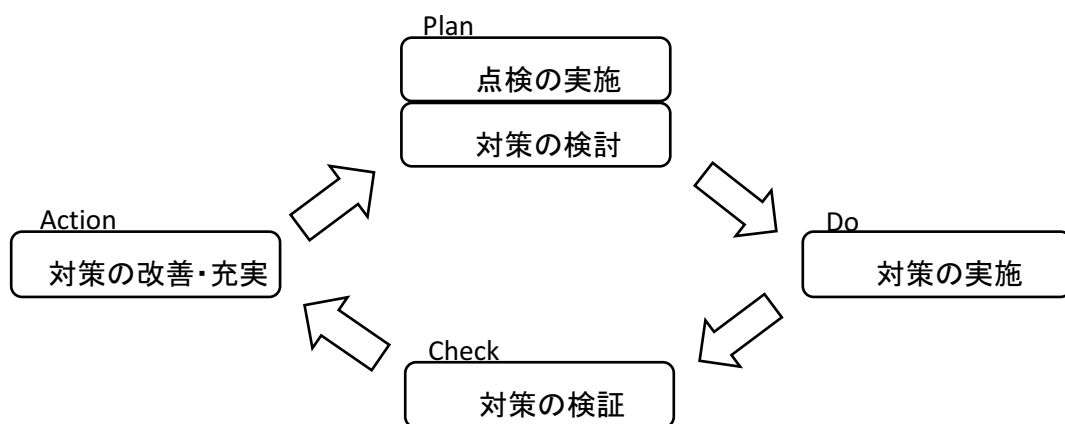 Plan
点検の実施
対策の検討
Action
対策の改善・充実
Do
対策の実施
Check
対策の検証